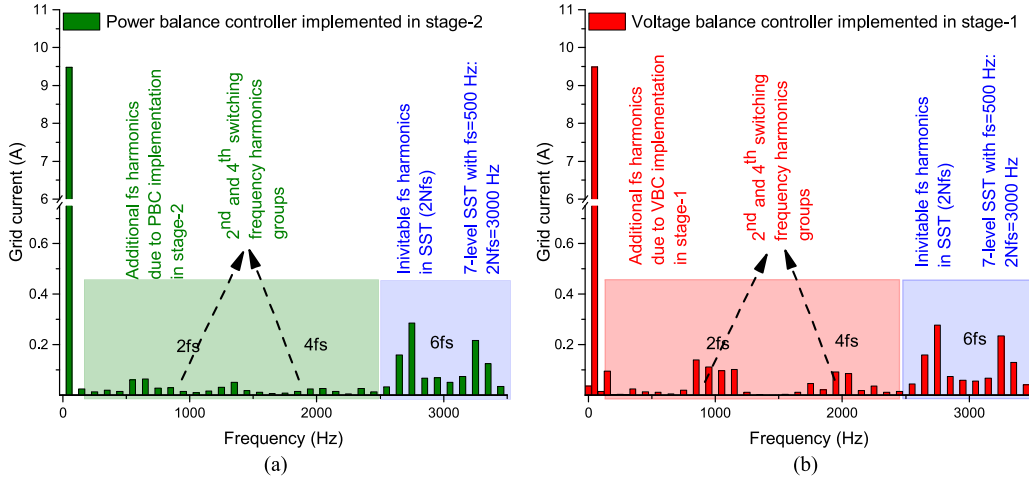 Power balance controller implemented in stage-2
Grid current (A)
11
10
9
8
7
6
0.6
0.4
0.2
Additional fs harmonics
due to PBC implementation
in stage-2
2nd and 4th switching
frequency harmonics
groups
Inivitable fs harmonics
in SST (2Nfs)
7-level SST with fs=500 Hz:
2Nfs=3000 Hz
2fs
4fs
6fs
0
1000
2000
3000
Frequency (Hz)
(a)
Voltage balance controller implemented in stage-1
Grid current (A)
11
10
9
8
7
6
0.6
0.4
0.2
Additional fs harmonics
due to VBC implementation
in stage-1
2nd and 4th switching
frequency harmonics
groups
Inivitable fs harmonics
in SST (2Nfs)
7-level SST with fs=500 Hz:
2Nfs=3000 Hz
2fs
4fs
6fs
0
1000
2000
3000
Frequency (Hz)
(b)